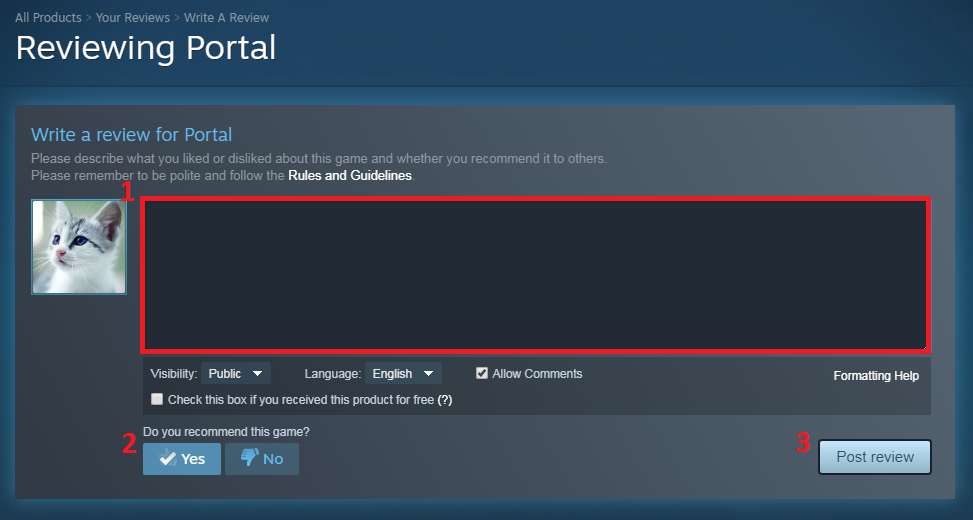 All Products > Your Reviews > Write A Review
Reviewing Portal
Write a review for Portal
Please describe what you liked or disliked about this game and whether you recommend it to others.
Please remember to be polite and follow the Rules and Guidelines.
1
Visibility: Public Language: English Allow Comments Formatting Help
Check this box if you received this product for free (?)
Do you recommend this game?
2 Yes No 3 Post review